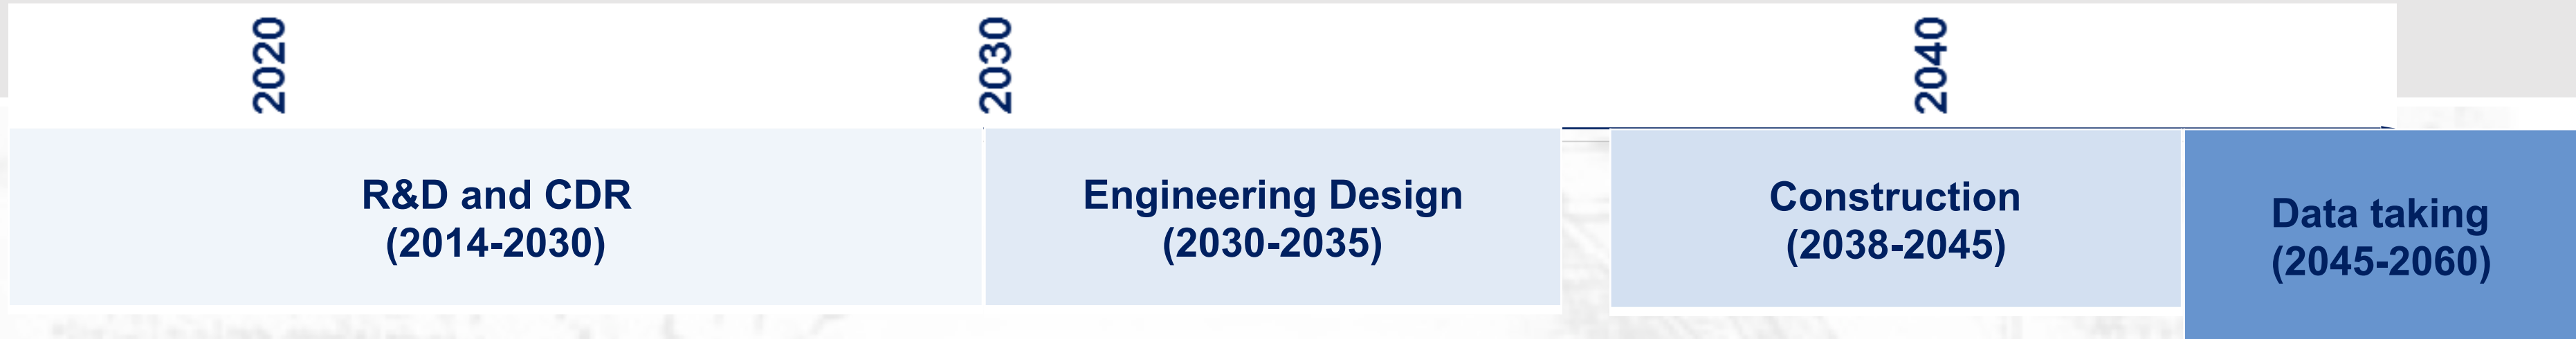 2020
2030
2040
R&D and CDR
(2014-2030)
Engineering Design
(2030-2035)
Construction
(2038-2045)
Data taking
(2045-2060)